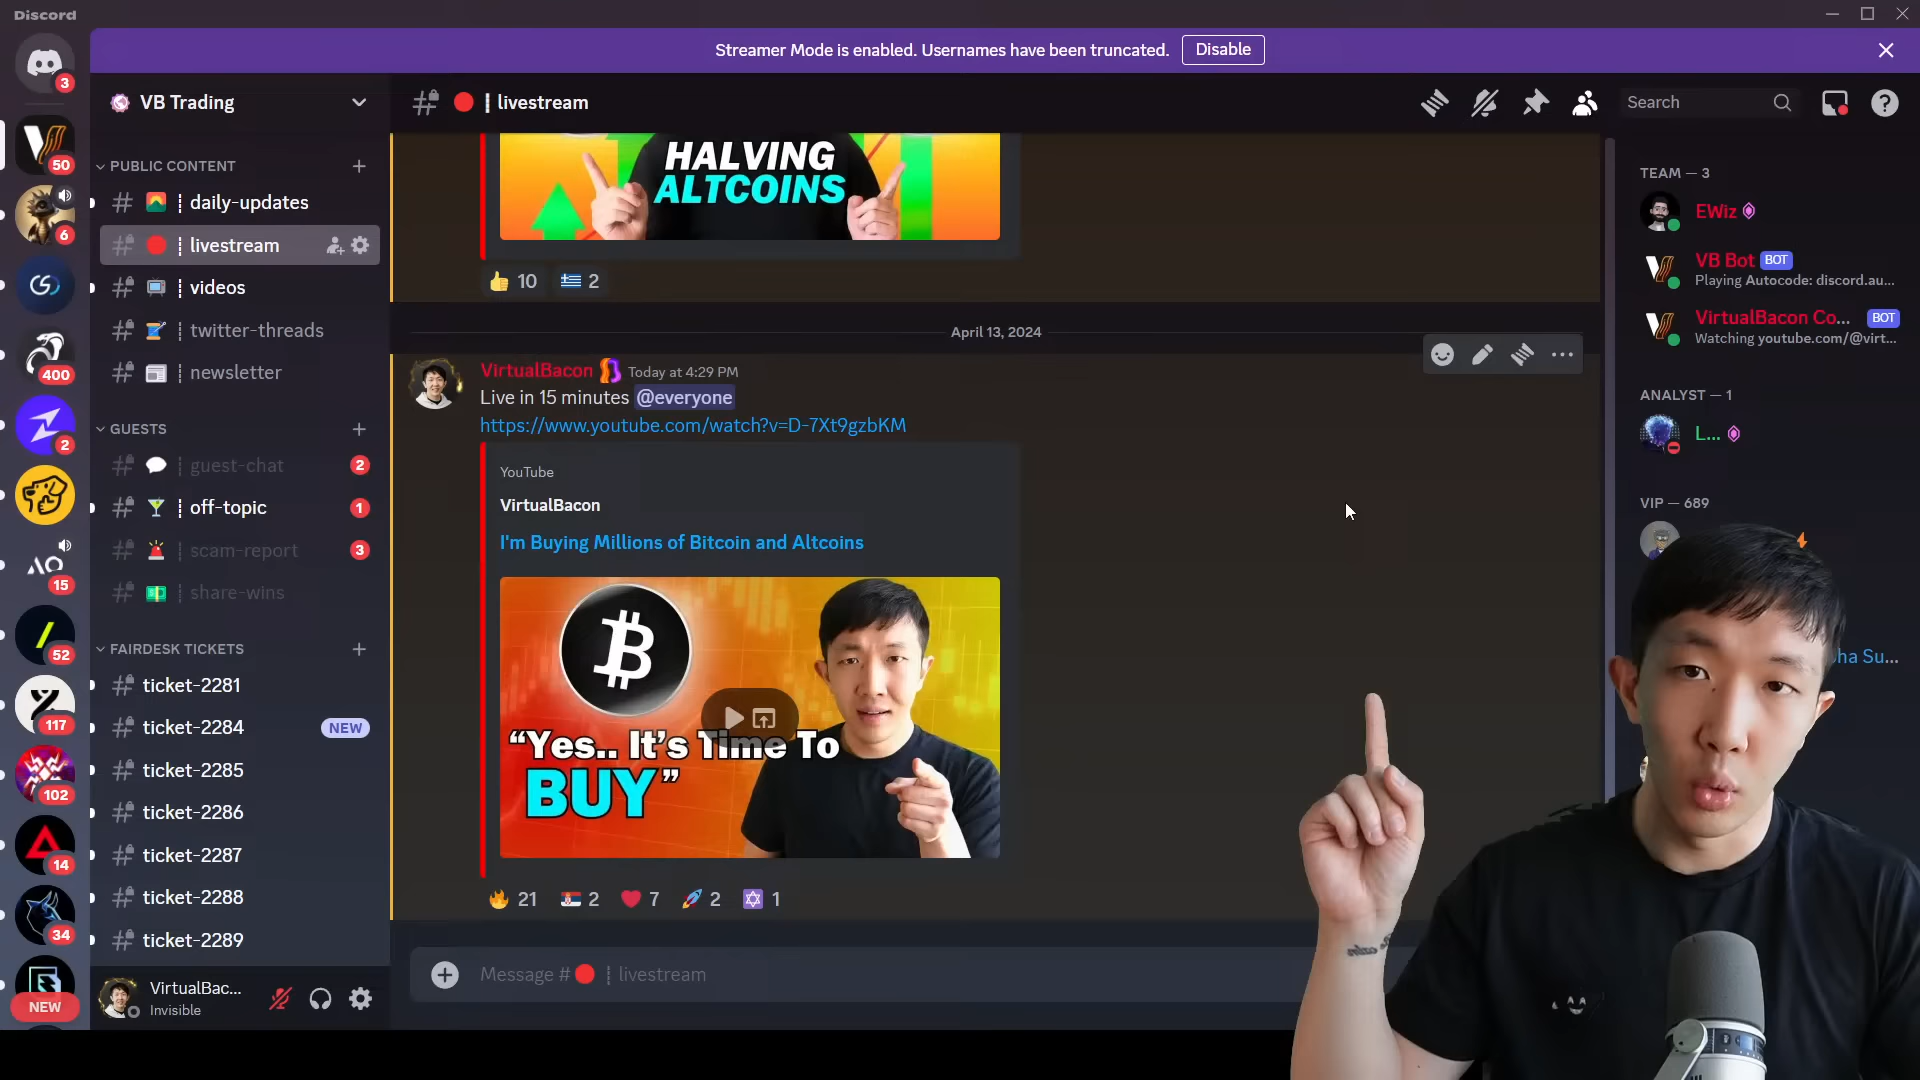 Discord
Streamer Mode is enabled. Usernames have been truncated. Disable
3
50
6
400
2
15
52
117
102
14
34
NEW
VB Trading
PUBLIC CONTENT
daily-updates
livestream
videos
twitter-threads
newsletter
GUESTS
guest-chat 2
off-topic 1
scam-report 3
share-wins
FAIRDESK TICKETS
ticket-2281
ticket-2284 NEW
ticket-2285
ticket-2286
ticket-2287
ticket-2288
ticket-2289
VirtualBac...
Invisible
livestream
Search
HALVING
ALTCOINS
10 2
April 13, 2024
VirtualBacon Today at 4:29 PM
Live in 15 minutes @everyone
https://www.youtube.com/watch?v=D-7Xt9gzbKM
YouTube
VirtualBacon
I'm Buying Millions of Bitcoin and Altcoins
“Yes.. It’s Time To
BUY”
21 2 7 2 1
Message # livestream
TEAM — 3
EWiz
VB Bot BOT
Playing Autocode: discord.au...
VirtualBacon Co... BOT
Watching youtube.com/@virt...
ANALYST — 1
L...
VIP — 689
ha Su...